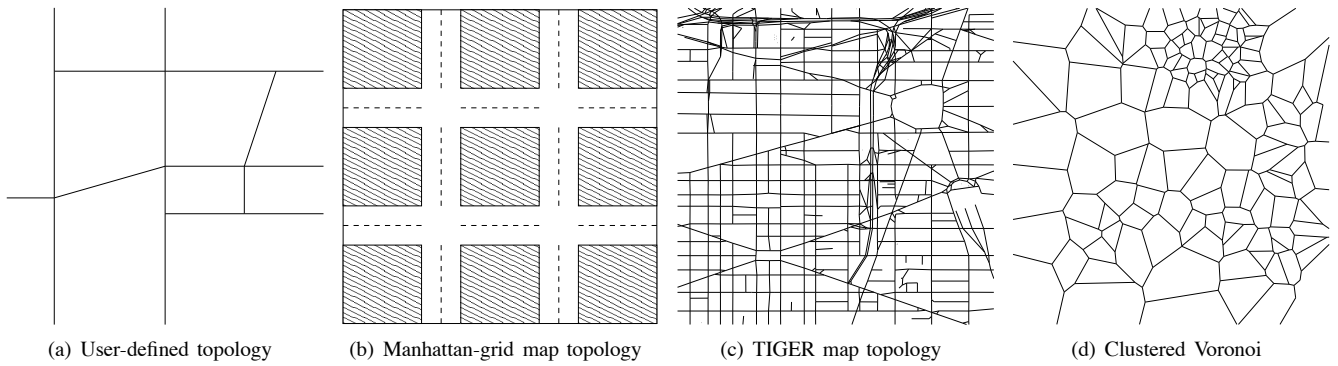 (a) User-defined topology
(b) Manhattan-grid map topology
(c) TIGER map topology
(d) Clustered Voronoi